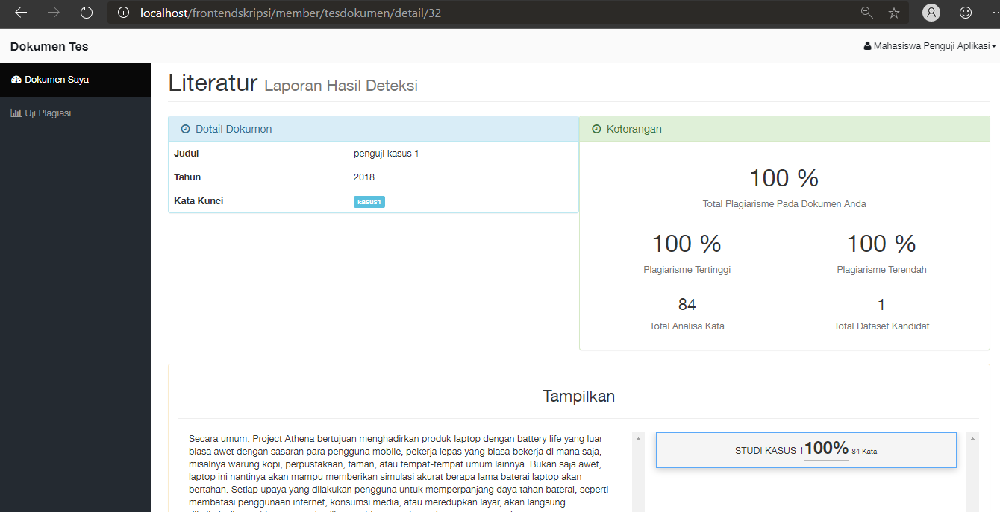 localhost/frontendskripsi/member/tesdokumen/detail/32
Dokumen Tes
Mahasiswa Penguji Aplikasi
Dokumen Saya
Uji Plagiasi
Literatur Laporan Hasil Deteksi
Detail Dokumen
Judul penguji kasus 1
Tahun 2018
Kata Kunci kasus1
Keterangan
100 %
Total Plagiarisme Pada Dokumen Anda
100 % 100 %
Plagiarisme Tertinggi Plagiarisme Terendah
84 1
Total Analisa Kata Total Dataset Kandidat
Tampilkan
Secara umum, Project Athena bertujuan menghadirkan produk laptop dengan battery life yang luar
biasa awet dengan sasaran para pengguna mobile, pekerja lepas yang biasa bekerja di mana saja,
misalnya warung kopi, perpustakaan, taman, atau tempat-tempat umum lainnya. Bukan saja awet,
laptop ini nantinya akan mampu memberikan simulasi akurat berapa lama baterai laptop akan
bertahan. Setiap upaya yang dilakukan pengguna untuk memperpanjang daya tahan baterai, seperti
membatasi penggunaan internet, konsumsi media, atau meredupkan layar, akan langsung
STUDI KASUS 1 100% 84 Kata